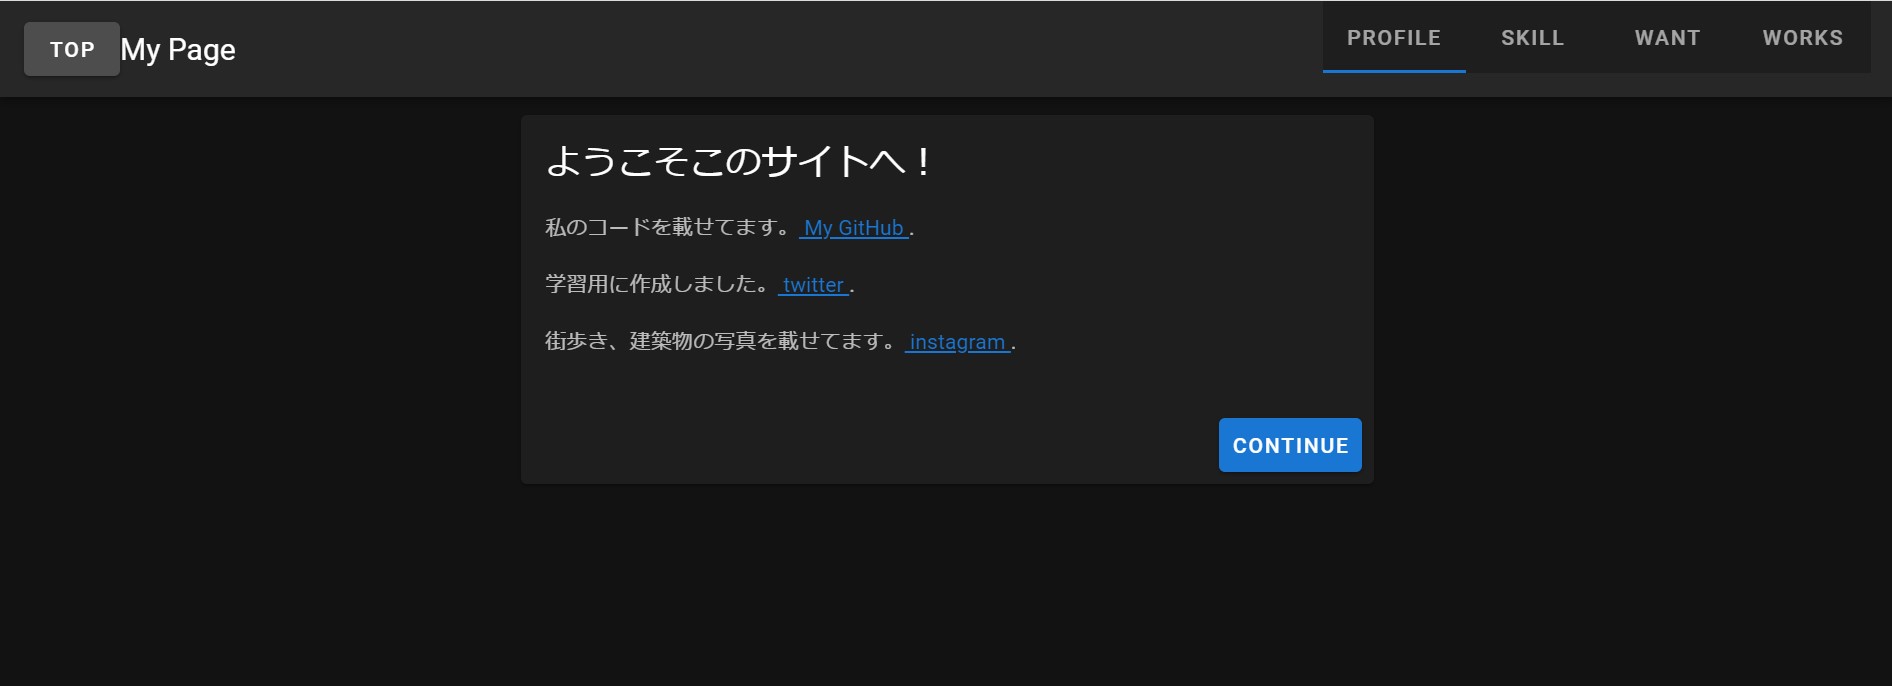 TOP My Page PROFILE SKILL WANT WORKS
ようこそこのサイトへ！
私のコードを載せてます。 My GitHub .
学習用に作成しました。 twitter .
街歩き、建築物の写真を載せてます。 instagram .
CONTINUE